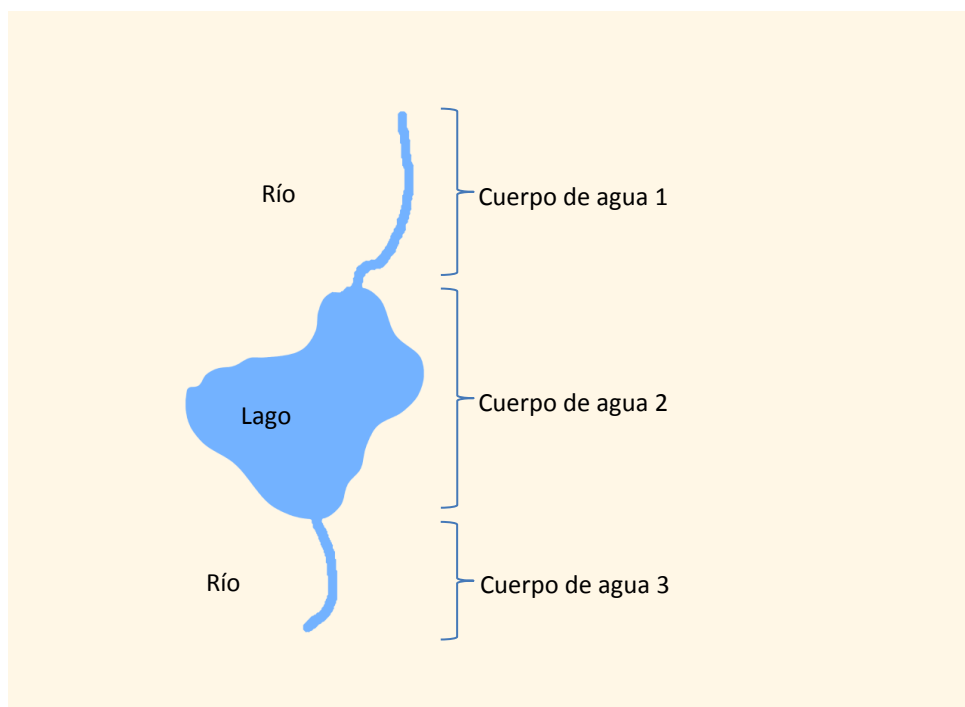 Río
Cuerpo de agua 1
Lago
Cuerpo de agua 2
Río
Cuerpo de agua 3